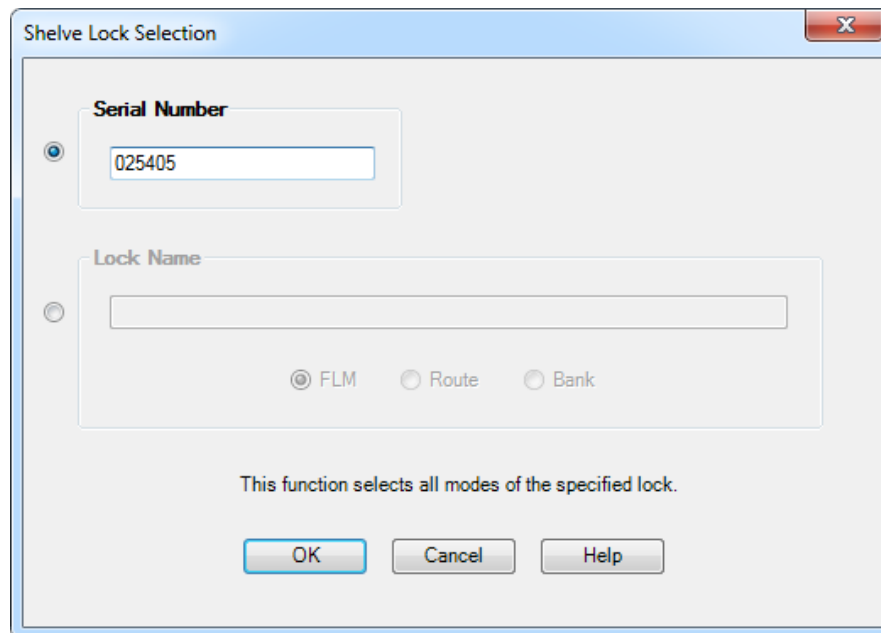 Shelve Lock Selection
Serial Number
025405
Lock Name
FLM Route Bank
This function selects all modes of the specified lock.
OK Cancel Help